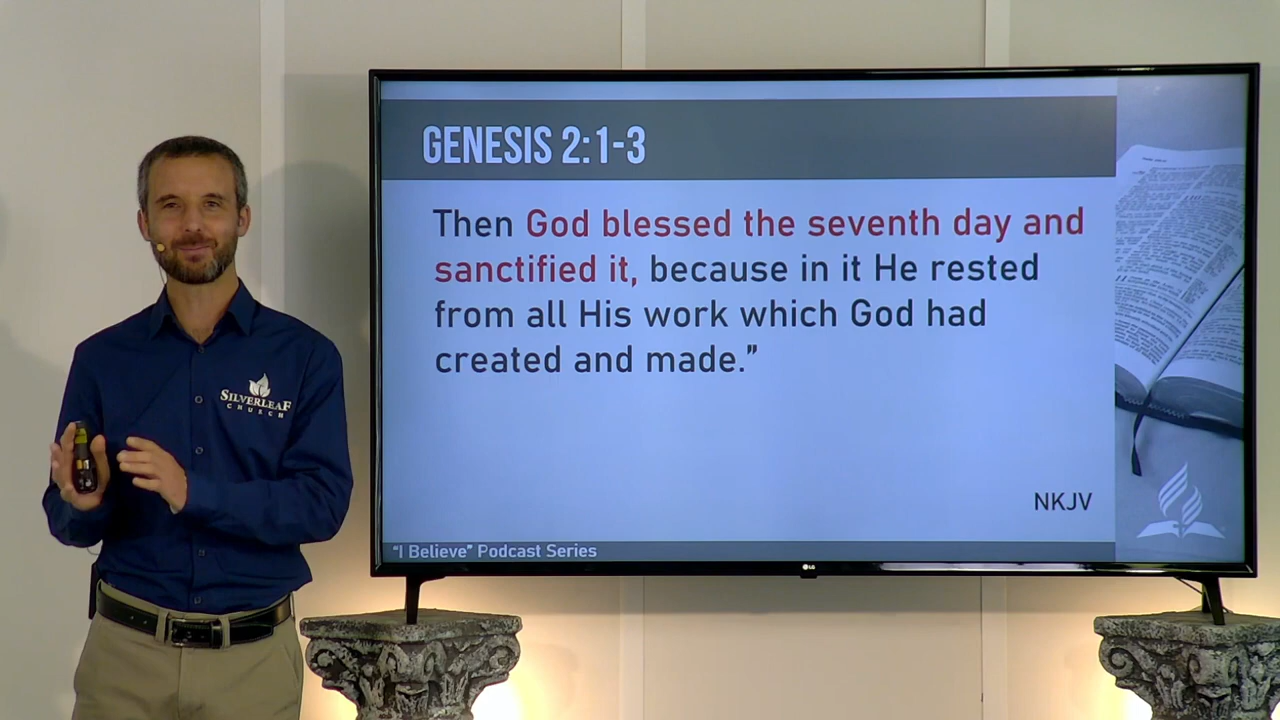 GENESIS 2:1-3
Then God blessed the seventh day and
sanctified it, because in it He rested
from all His work which God had
created and made.”
NKJV
“I Believe” Podcast Series
LG
SILVERLEAF
CHURCH